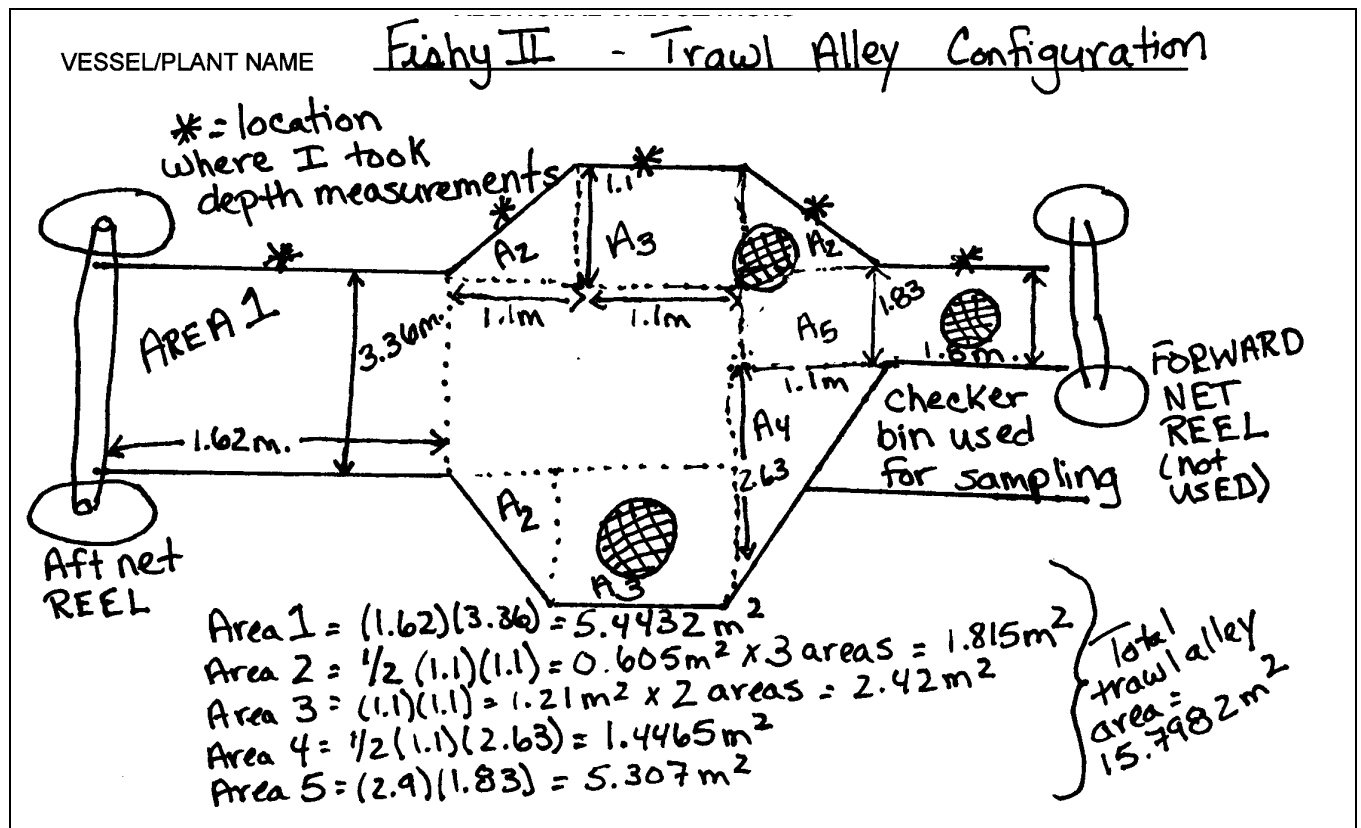 VESSEL/PLANT NAME Fishy II - Trawl Alley Configuration
* = location
where I took
depth measurements
1.1
A2
A3
A2
AREA 1
3.36m.
1.1m
1.1m
A5
1.83
1.1m
1.62m.
A4
2.63
A2
A3
checker
bin used
for sampling
FORWARD
NET
REEL
(not
USED)
Aft net
REEL
Area 1 = (1.62)(3.36) = 5.4432 m²
Area 2 = 1/2 (1.1)(1.1) = 0.605m² x 3 areas = 1.815m²
Area 3 = (1.1)(1.1) = 1.21m² x 2 areas = 2.42m²
Area 4 = 1/2(1.1)(2.63) = 1.4465m²
Area 5 = (2.9)(1.83) = 5.307m²
Total
trawl alley
area =
15.7982m²